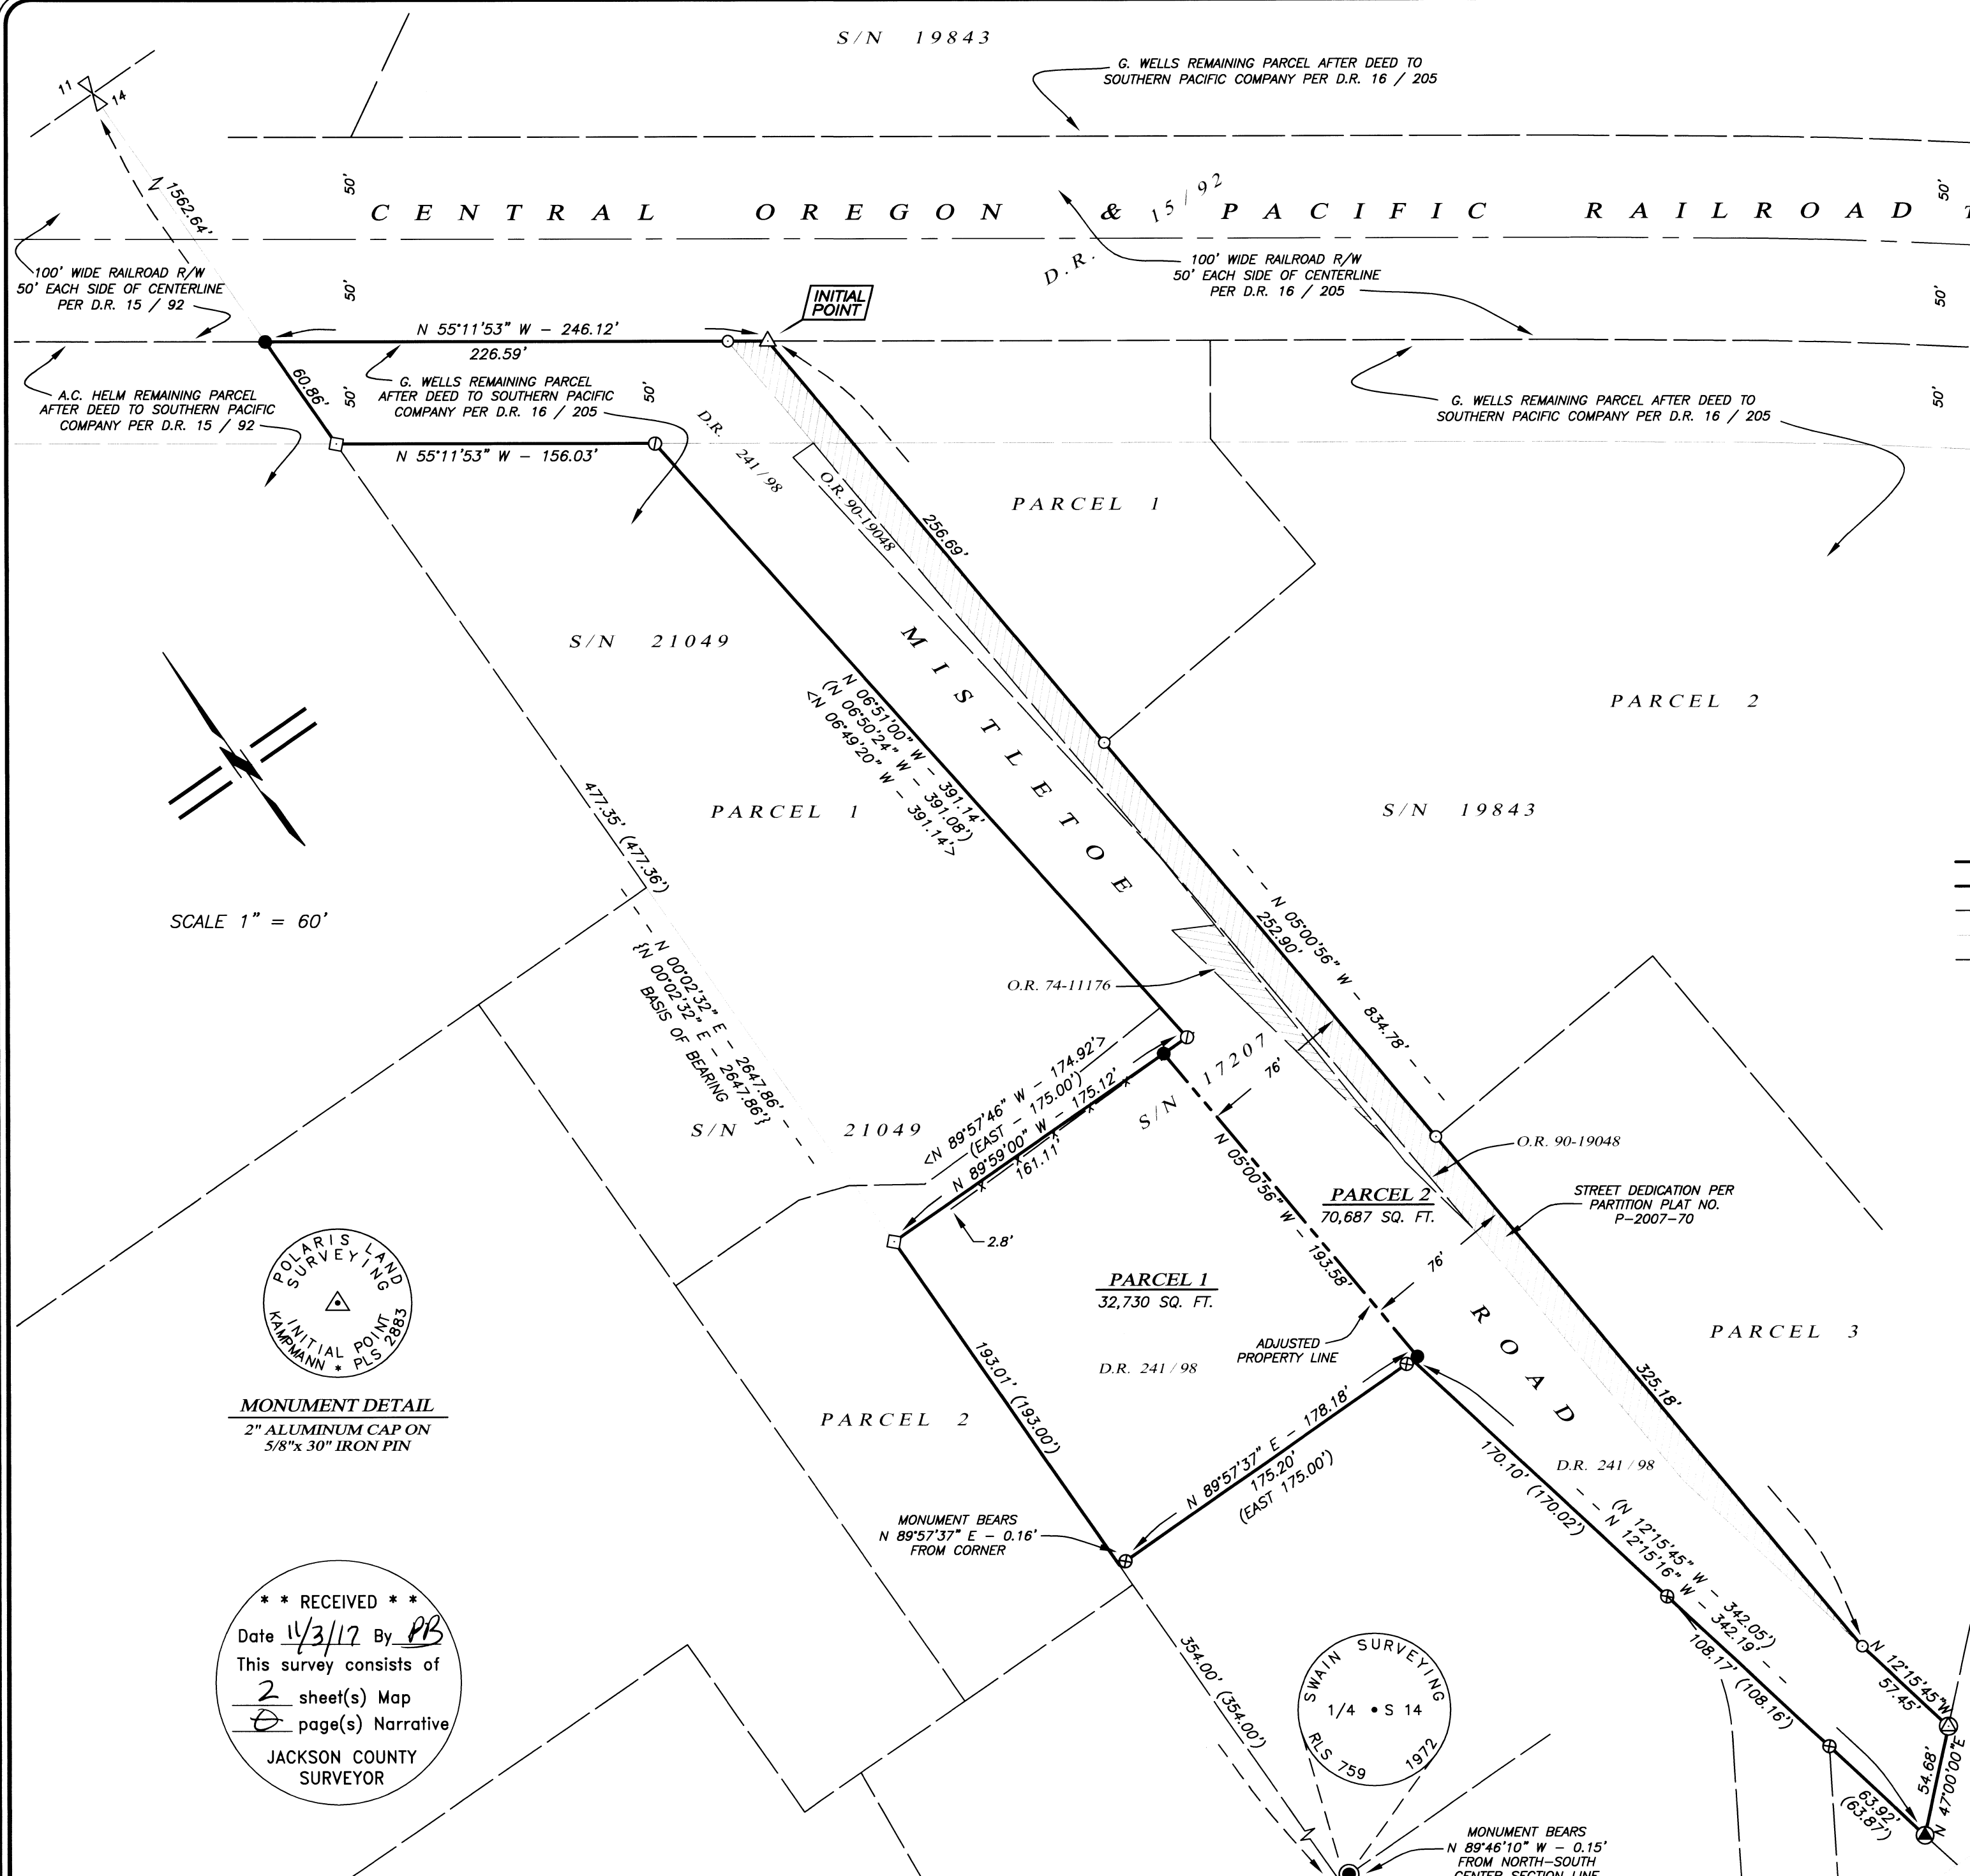 S/N 19843
G. WELLS REMAINING PARCEL AFTER DEED TO
SOUTHERN PACIFIC COMPANY PER D.R. 16 / 205
11
14
1562.64'
50'
50'
CENTRAL OREGON & PACIFIC RAILROAD
D.R. 15 / 92
50'
50'
100' WIDE RAILROAD R/W
50' EACH SIDE OF CENTERLINE
PER D.R. 15 / 92
100' WIDE RAILROAD R/W
50' EACH SIDE OF CENTERLINE
PER D.R. 16 / 205
INITIAL
POINT
N 55°11'53" W - 246.12'
226.59'
60.86'
50'
50'
50'
A.C. HELM REMAINING PARCEL
AFTER DEED TO SOUTHERN PACIFIC
COMPANY PER D.R. 15 / 92
G. WELLS REMAINING PARCEL
AFTER DEED TO SOUTHERN PACIFIC
COMPANY PER D.R. 16 / 205
G. WELLS REMAINING PARCEL AFTER DEED TO
SOUTHERN PACIFIC COMPANY PER D.R. 16 / 205
N 55°11'53" W - 156.03'
D.R. 241 / 98
O.R. 90-19048
256.69'
PARCEL 1
S/N 21049
MISTLETOE
PARCEL 2
N 06°51'00" W - 391.14'
(N 06°50'24" W - 391.08')
<N 06°49'20" W - 391.14'>
PARCEL 1
S/N 19843
477.35' (477.36')
SCALE 1" = 60'
N 05°00'56" W - 834.78'
252.90'
N 00°02'32" E - 2647.86'
{N 00°02'32" E - 2647.86'}
BASIS OF BEARING
O.R. 74-11176
S/N 17207
76'
<N 89°57'46" W - 174.92'>
(EAST - 175.00')
N 89°59'00" W - 175.12'
161.11'
S/N 21049
O.R. 90-19048
N 05°00'56" W - 193.58'
PARCEL 2
70,687 SQ. FT.
STREET DEDICATION PER
PARTITION PLAT NO.
P-2007-70
2.8'
76'
PARCEL 1
32,730 SQ. FT.
ROAD
PARCEL 3
ADJUSTED
PROPERTY LINE
D.R. 241 / 98
POLARIS LAND
SURVEYING
INITIAL POINT
KAMPMANN * PLS 2883
MONUMENT DETAIL
2" ALUMINUM CAP ON
5/8"x 30" IRON PIN
193.01' (193.00')
PARCEL 2
325.18'
N 89°57'37" E - 178.18'
175.20'
(EAST 175.00')
170.10' (170.02')
D.R. 241 / 98
MONUMENT BEARS
N 89°57'37" E - 0.16'
FROM CORNER
(N 12°15'45" W - 342.05')
N 12°15'16" W - 342.19'
* * RECEIVED * *
Date 11/3/17 By PB
This survey consists of
2 sheet(s) Map
0 page(s) Narrative
JACKSON COUNTY
SURVEYOR
354.00' (354.00')
SWAIN SURVEYING
1/4 • S 14
RLS 759 1972
108.17' (108.16')
N 12°15'45"W
57.45'
54.68'
N 47°00'00"E
63.92'
(63.87')
MONUMENT BEARS
N 89°46'10" W - 0.15'
FROM NORTH-SOUTH
CENTER SECTION LINE